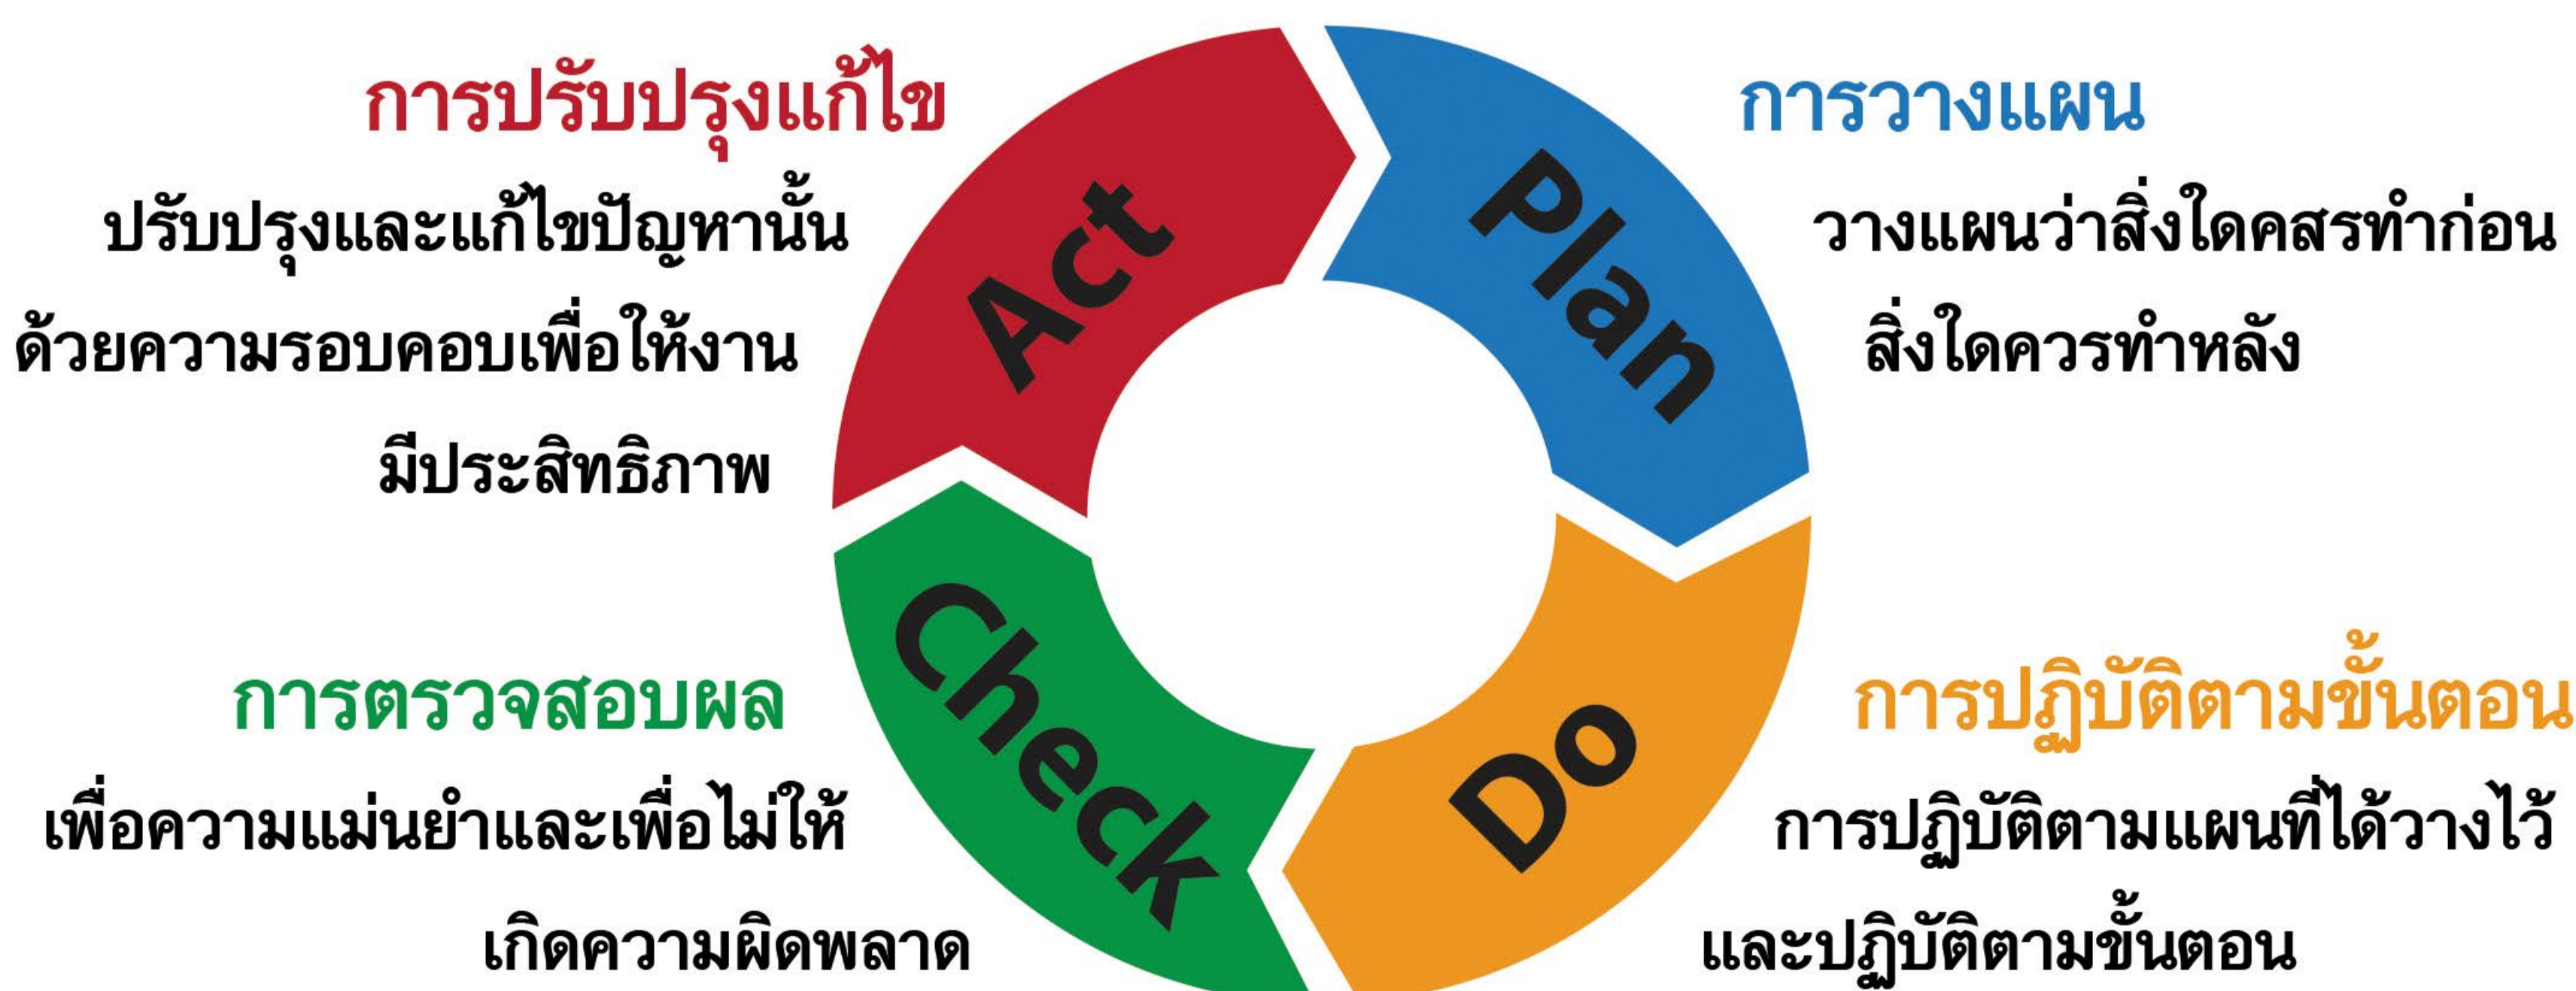 การปรับปรุงแก้ไข
ปรับปรุงและแก้ไขปัญหานั้น
ด้วยความรอบคอบเพื่อให้งาน
มีประสิทธิภาพ
Act
Plan
การวางแผน
วางแผนว่าสิ่งใดคสรทำก่อน
สิ่งใดควรทำหลัง
การตรวจสอบผล
เพื่อความแม่นยำและเพื่อไม่ให้
เกิดความผิดพลาด
Check
Do
การปฏิบัติตามขั้นตอน
การปฏิบัติตามแผนที่ได้วางไว้
และปฏิบัติตามขั้นตอน